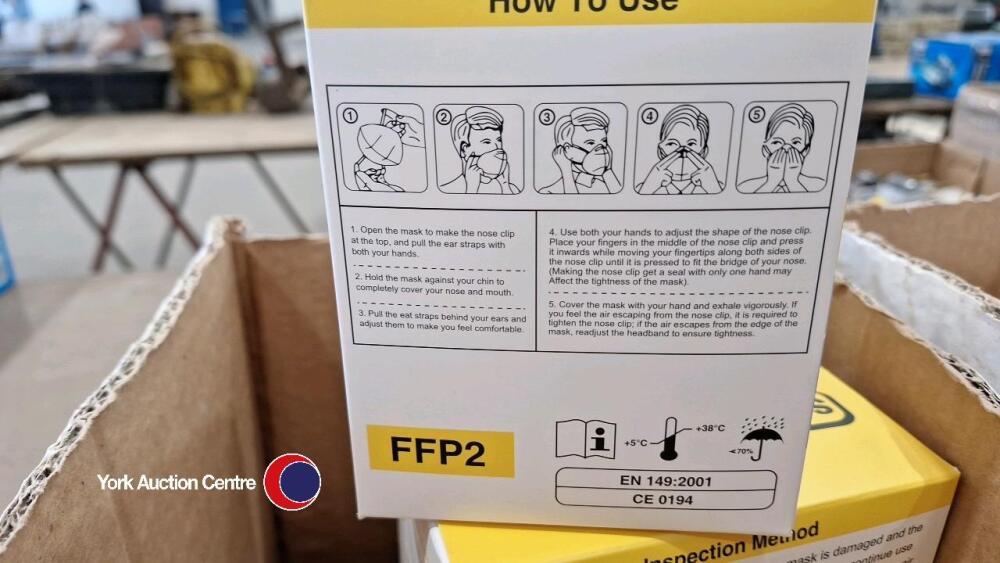 How To Use
1 2 3 4 5
1. Open the mask to make the nose clip
at the top, and pull the ear straps with
both your hands.
2. Hold the mask against your chin to
completely cover your nose and mouth.
3. Pull the eat straps behind your ears and
adjust them to make you feel comfortable.
4. Use both your hands to adjust the shape of the nose clip.
Place your fingers in the middle of the nose clip and press
it inwards while moving your fingertips along both sides of
the nose clip until it is pressed to fit the bridge of your nose.
(Making the nose clip get a seal with only one hand may
Affect the tightness of the mask).
5. Cover the mask with your hand and exhale vigorously. If
you feel the air escaping from the nose clip, it is required to
tighten the nose clip; if the air escapes from the edge of the
mask, readjust the headband to ensure tightness.
FFP2
i
+5°C
+38°C
<70%
EN 149:2001
CE 0194
York Auction Centre
Inspection Method
mask is damaged and the
continue use